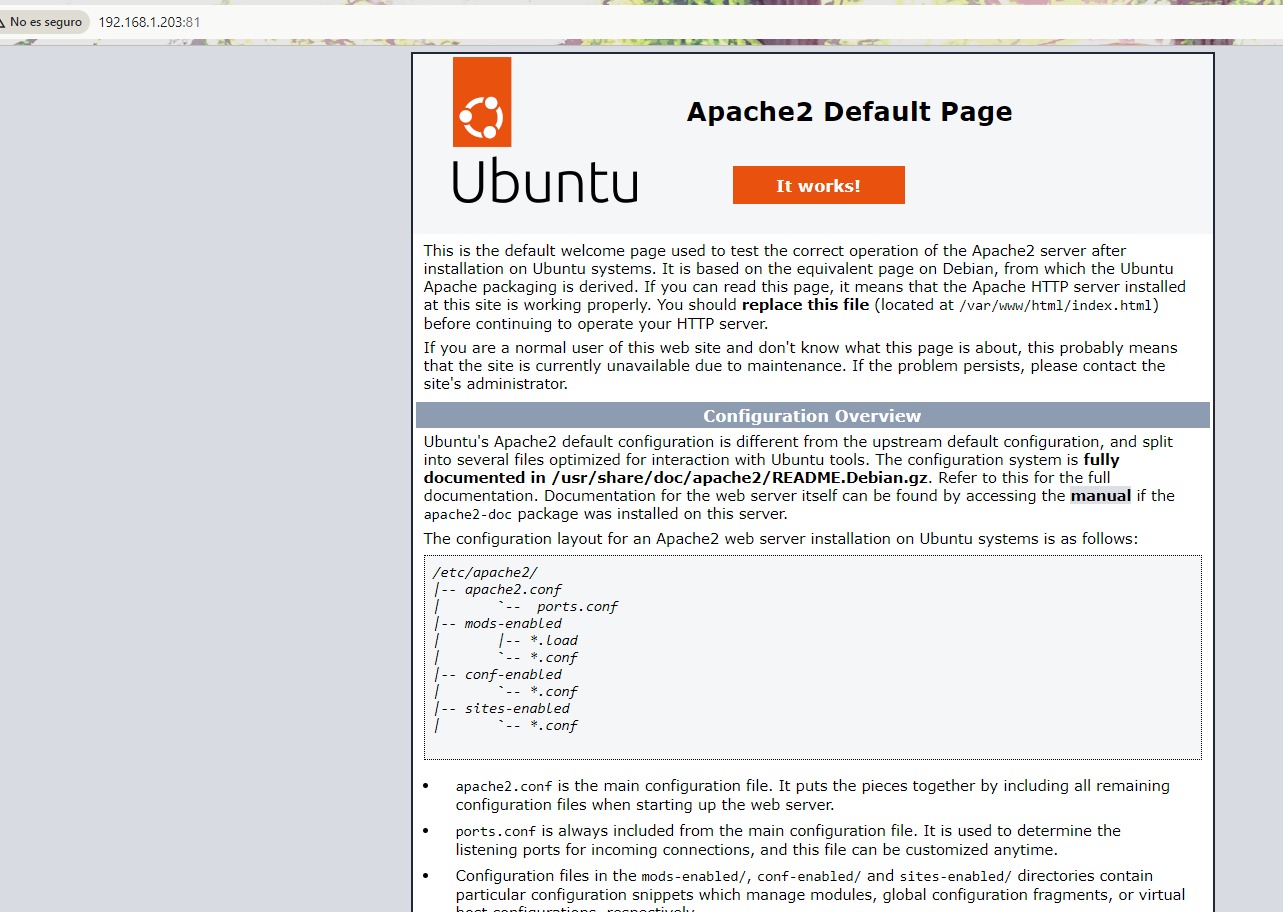 No es seguro 192.168.1.203:81
Apache2 Default Page
Ubuntu
It works!
This is the default welcome page used to test the correct operation of the Apache2 server after
installation on Ubuntu systems. It is based on the equivalent page on Debian, from which the Ubuntu
Apache packaging is derived. If you can read this page, it means that the Apache HTTP server installed
at this site is working properly. You should replace this file (located at /var/www/html/index.html)
before continuing to operate your HTTP server.
If you are a normal user of this web site and don't know what this page is about, this probably means
that the site is currently unavailable due to maintenance. If the problem persists, please contact the
site's administrator.
Configuration Overview
Ubuntu's Apache2 default configuration is different from the upstream default configuration, and split
into several files optimized for interaction with Ubuntu tools. The configuration system is fully
documented in /usr/share/doc/apache2/README.Debian.gz. Refer to this for the full
documentation. Documentation for the web server itself can be found by accessing the manual if the
apache2-doc package was installed on this server.
The configuration layout for an Apache2 web server installation on Ubuntu systems is as follows:
/etc/apache2/
|-- apache2.conf
|       `--  ports.conf
|-- mods-enabled
|       |-- *.load
|       `-- *.conf
|-- conf-enabled
|       `-- *.conf
|-- sites-enabled
|       `-- *.conf
• apache2.conf is the main configuration file. It puts the pieces together by including all remaining
configuration files when starting up the web server.
• ports.conf is always included from the main configuration file. It is used to determine the
listening ports for incoming connections, and this file can be customized anytime.
• Configuration files in the mods-enabled/, conf-enabled/ and sites-enabled/ directories contain
particular configuration snippets which manage modules, global configuration fragments, or virtual
host configurations, respectively.